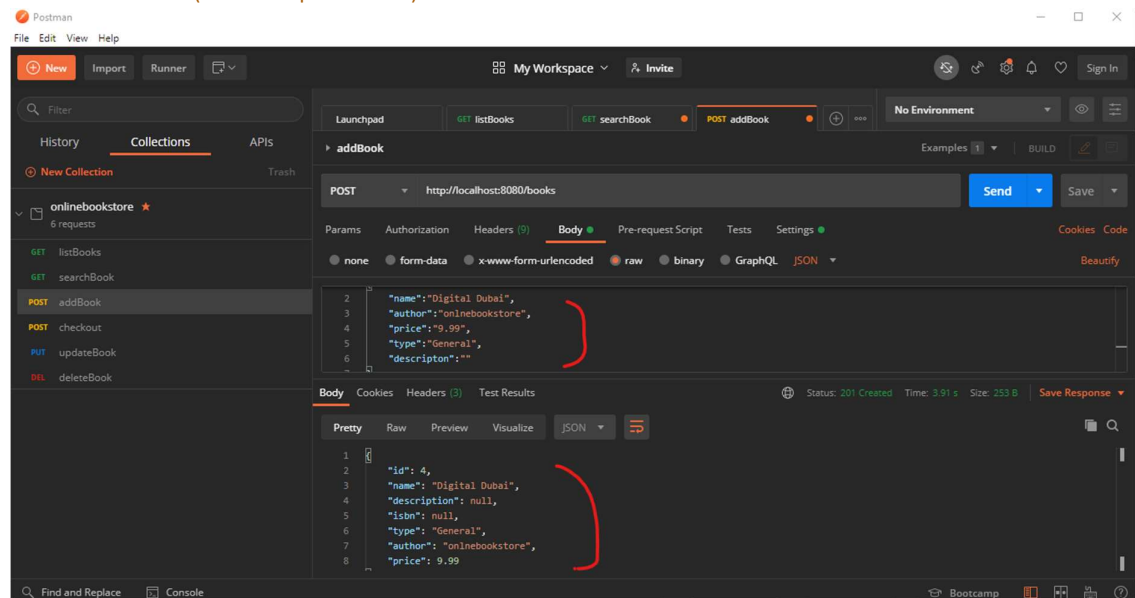 Postman
File Edit View Help
New Import Runner My Workspace Invite Sign In
Filter
History Collections APIs
New Collection Trash
onlinebookstore
6 requests
GET listBooks
GET searchBook
POST addBook
POST checkout
PUT updateBook
DEL deleteBook
Launchpad GET listBooks GET searchBook POST addBook No Environment
addBook Examples 1 BUILD
POST http://localhost:8080/books Send Save
Params Authorization Headers (9) Body Pre-request Script Tests Settings Cookies Code
none form-data x-www-form-urlencoded raw binary GraphQL JSON Beautify
2 "name":"Digital Dubai",
3 "author":"onlnebookstore",
4 "price":"9.99",
5 "type":"General",
6 "descripton":""
Body Cookies Headers (3) Test Results Status: 201 Created Time: 3.91 s Size: 253 B Save Response
Pretty Raw Preview Visualize JSON
1 {
2 "id": 4,
3 "name": "Digital Dubai",
4 "description": null,
5 "isbn": null,
6 "type": "General",
7 "author": "onlnebookstore",
8 "price": 9.99
Find and Replace Console Bootcamp